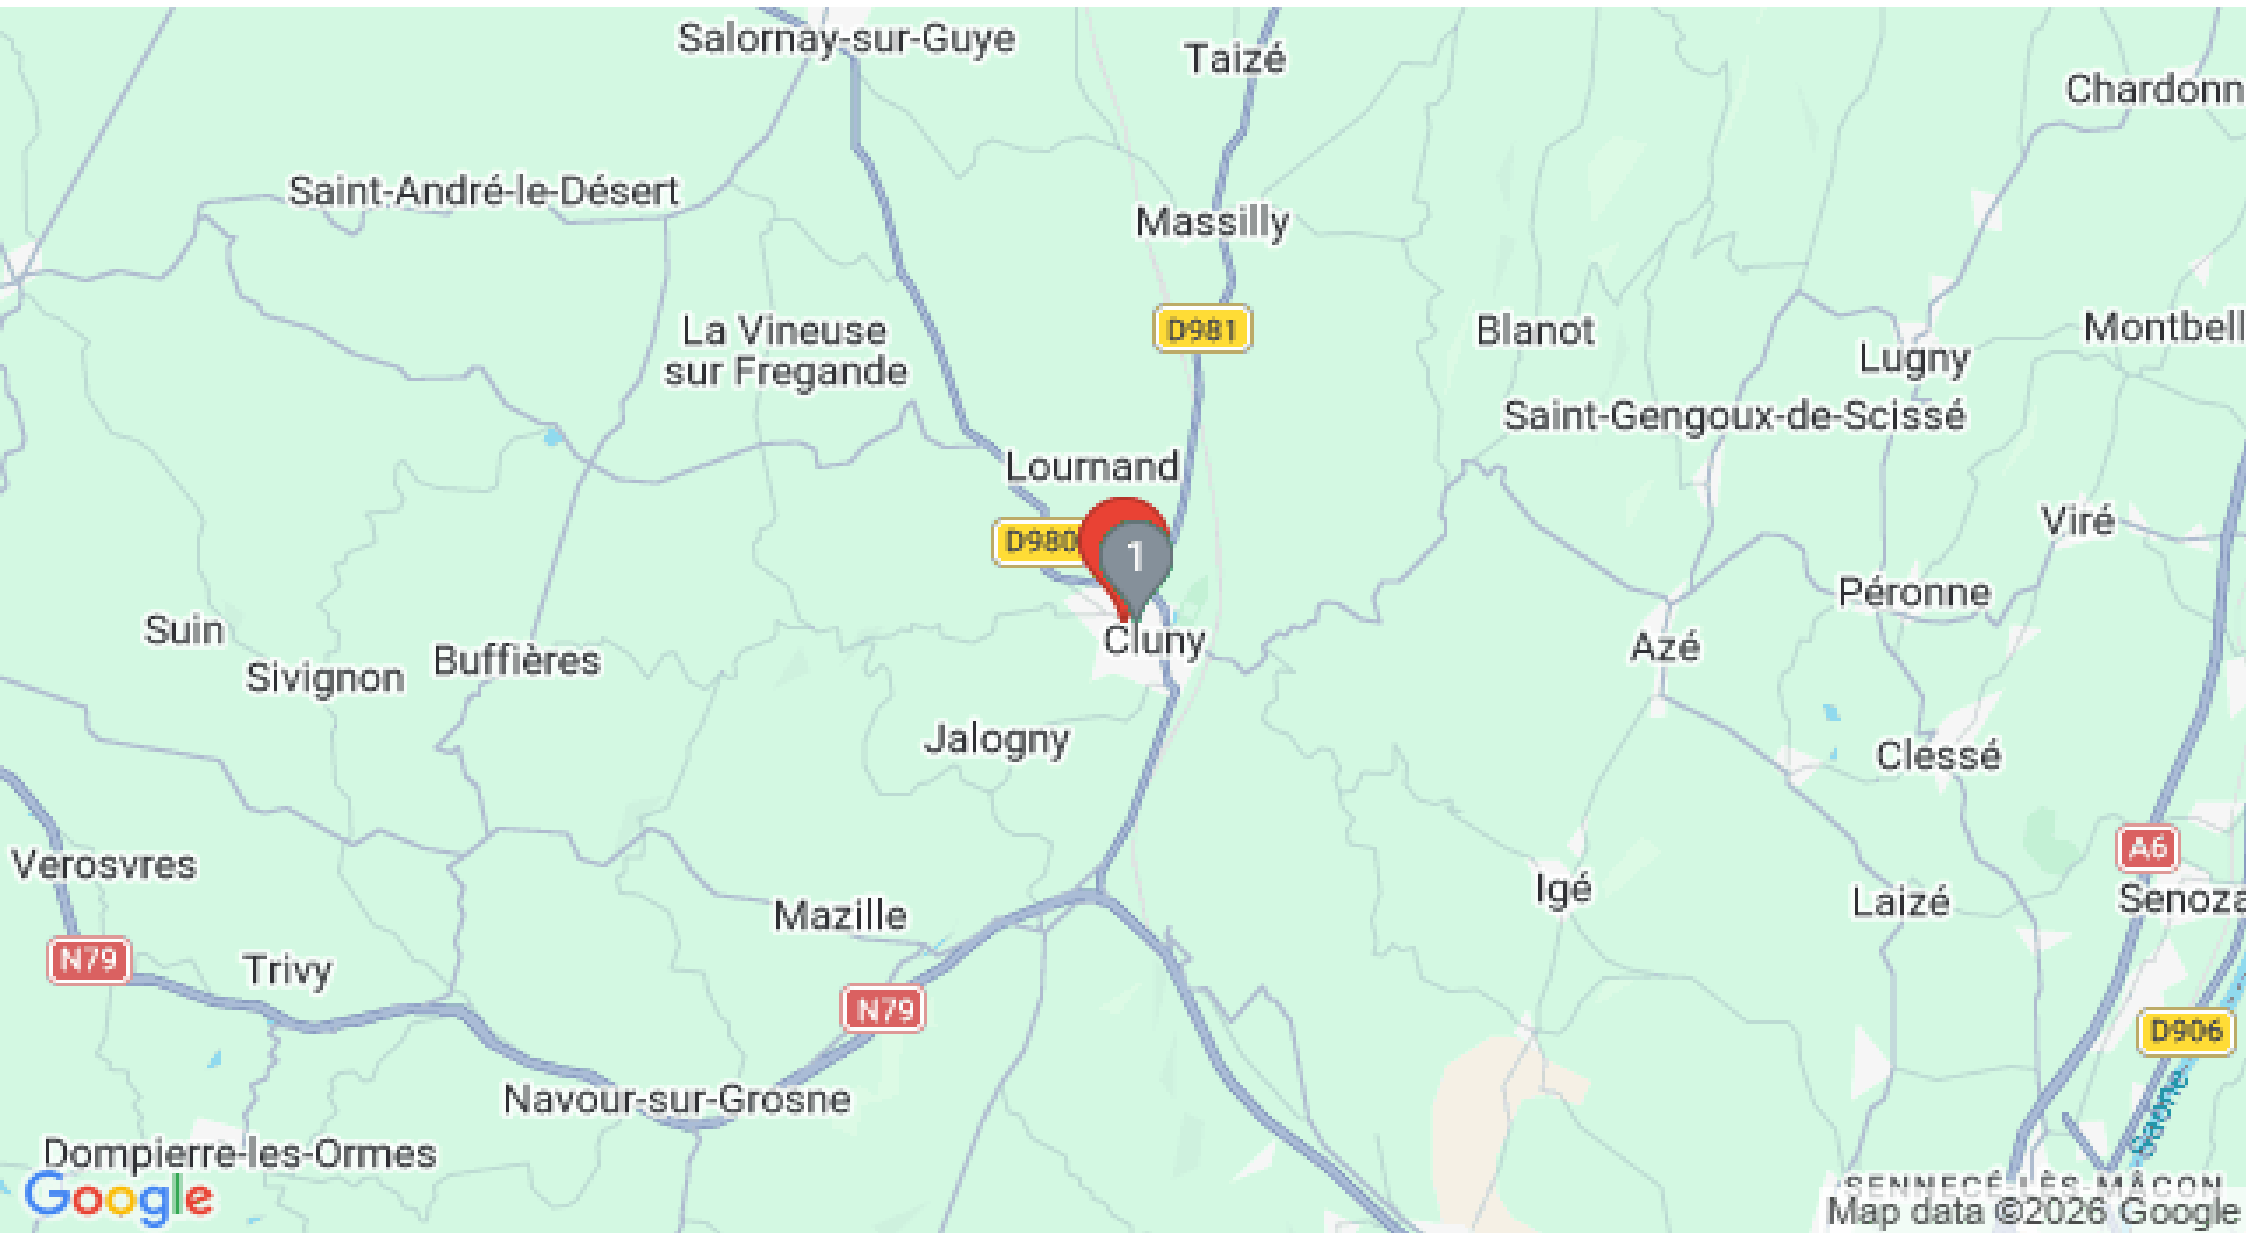 Salornay-sur-Guye
Taizé
Chardonn
Saint-André-le-Désert
Massilly
D981
La Vineuse
sur Fregande
Blanot
Montbell
Lugny
Saint-Gengoux-de-Scissé
Lournand
D980
1
Viré
Péronne
Suin
Cluny
Azé
Buffières
Sivignon
Jalogny
Clessé
A6
Verosvres
Igé
Laizé
Senoza
Mazille
N79
Trivy
N79
D906
Navour-sur-Grosne
Saône
Dompierre-les-Ormes
SENNECÉ-LÈS-MÂCON
Google
Map data ©2026 Google